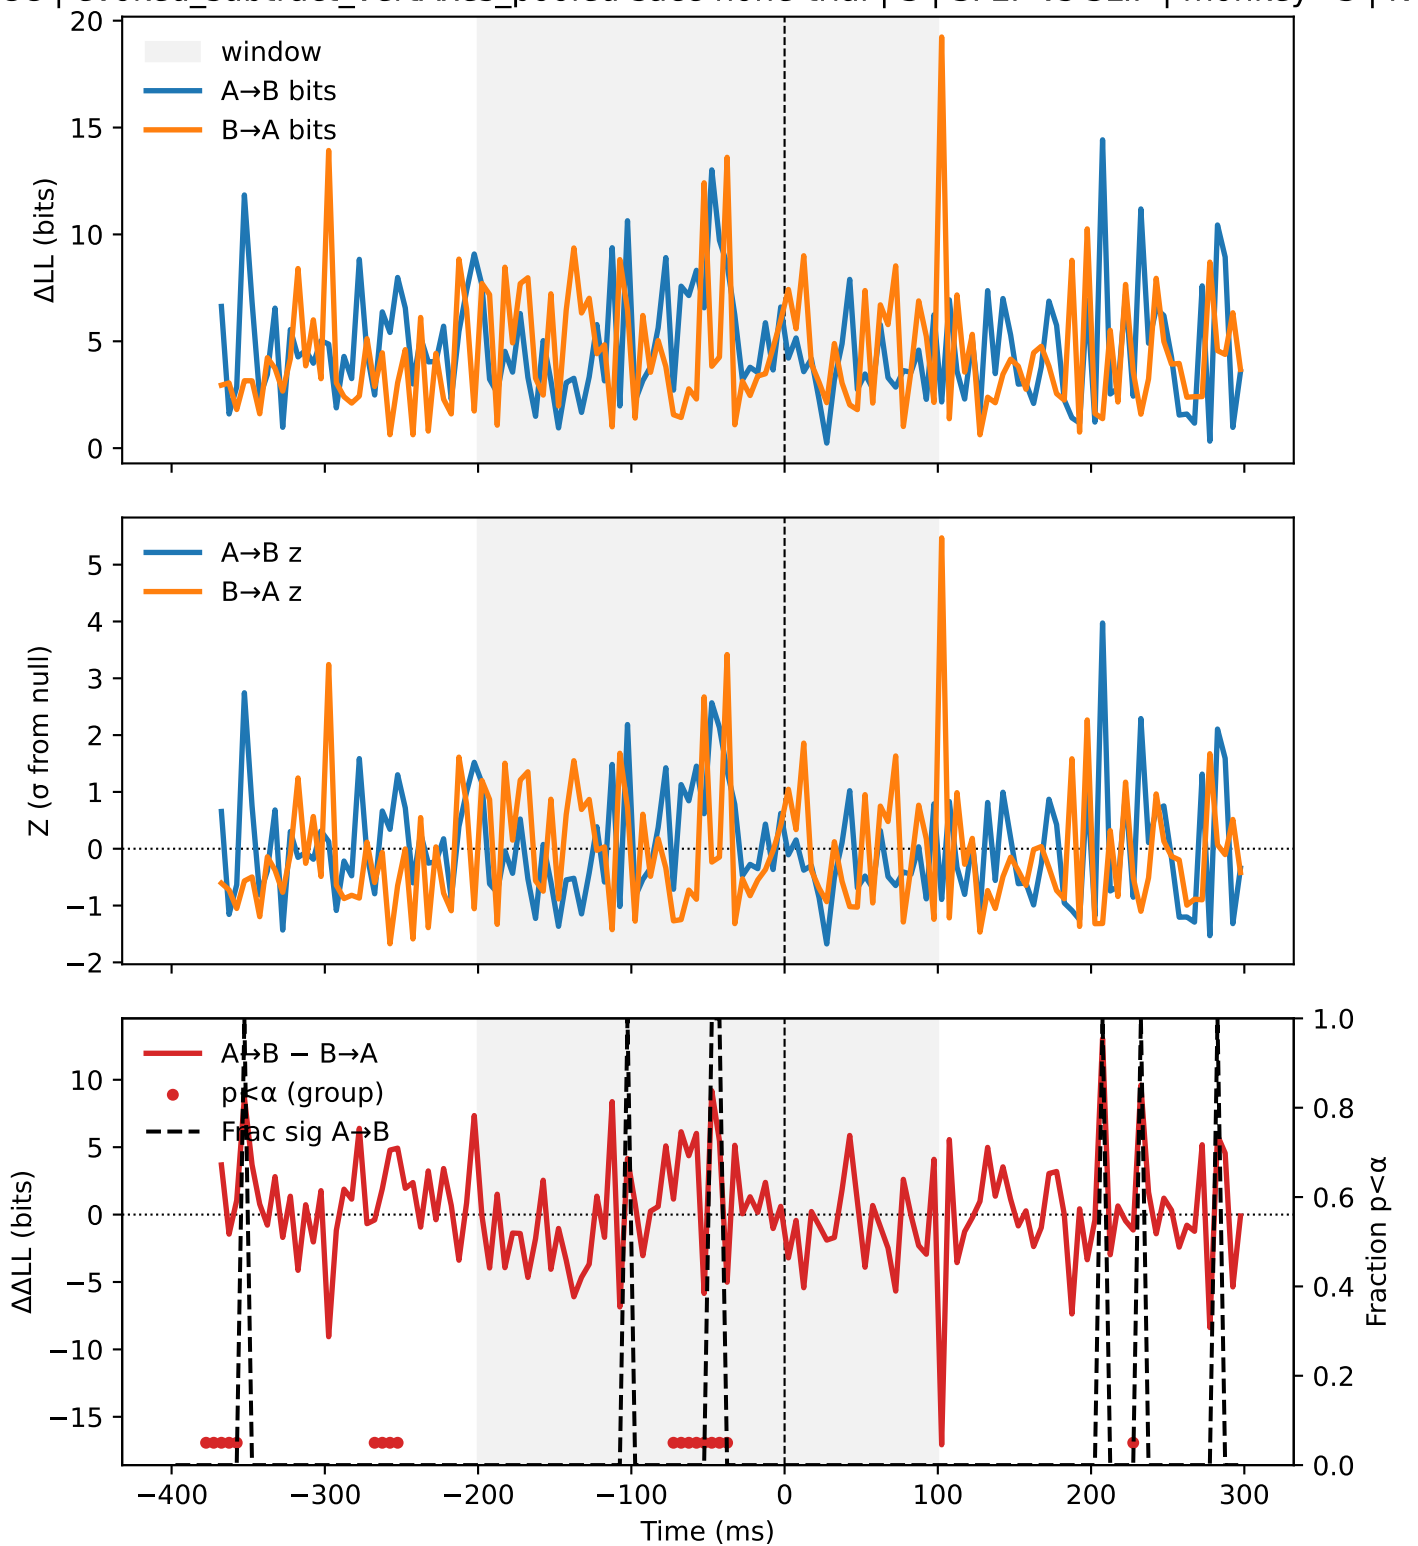 20
15
10
5
0
ΔLL (bits)
window
A→B bits
B→A bits
5
4
3
2
1
0
−1
−2
Z (σ from null)
A→B z
B→A z
10
5
0
−5
−10
−15
ΔΔLL (bits)
A→B − B→A
p<α (group)
Frac sig A→B
1.0
0.8
0.6
0.4
0.2
0.0
Fraction p<α
−400 −300 −200 −100 0 100 200 300
Time (ms)